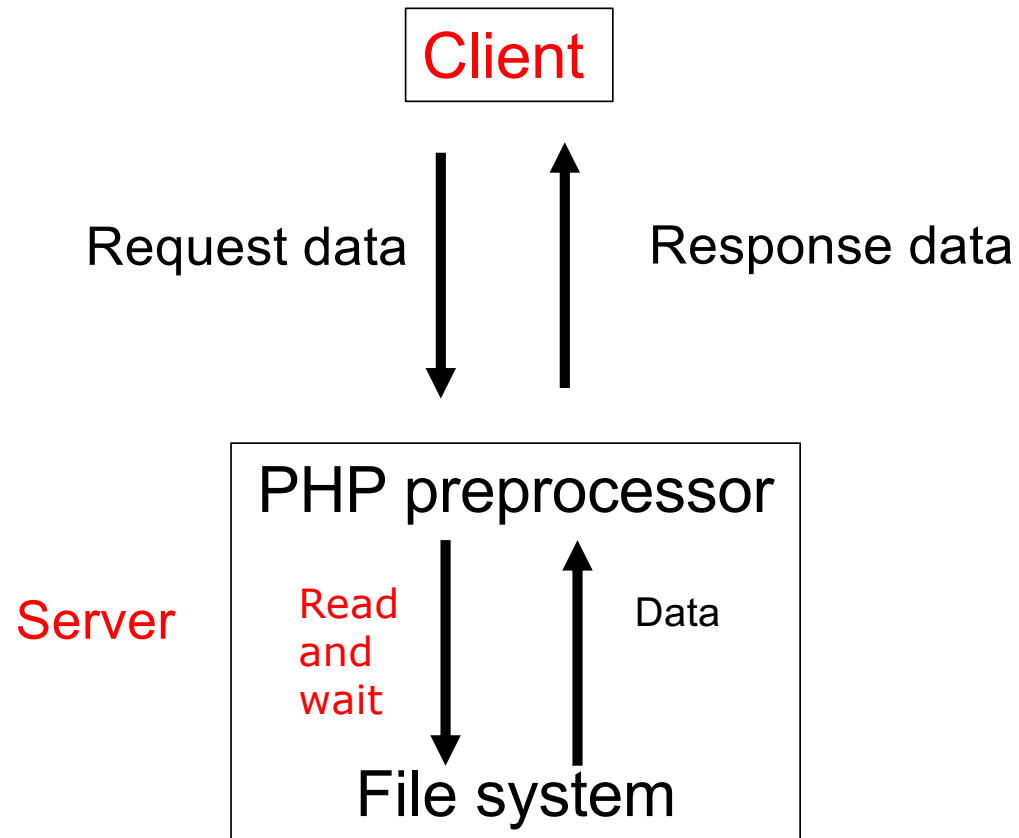 Client
Request data
Response data
PHP preprocessor
Server
Read
and
wait
Data
File system